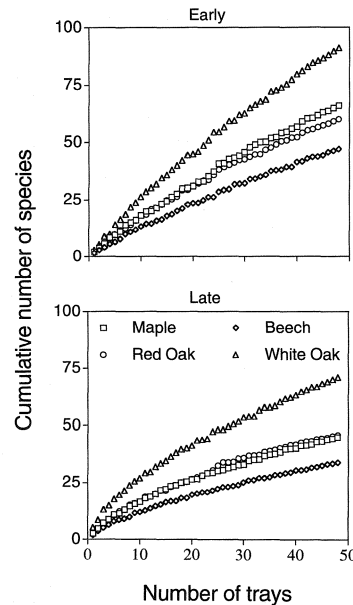 Early
100
75
50
25
0
Cumulative number of species
Late
100
Maple
Beech
Red Oak
White Oak
75
50
25
0
0 10 20 30 40 50
Number of trays